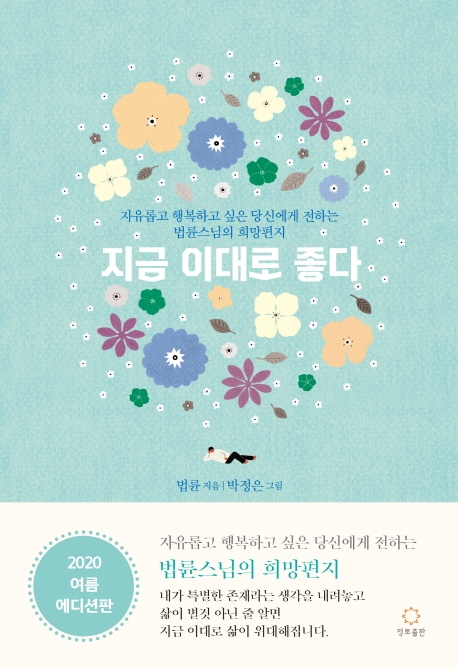 자유롭고 행복하고 싶은 당신에게 전하는
법륜스님의 희망편지
지금 이대로 좋다
법륜 지음 | 박정은 그림
2020
여름
에디션판
자유롭고 행복하고 싶은 당신에게 전하는
법륜스님의 희망편지
내가 특별한 존재라는 생각을 내려놓고
삶이 별것 아닌 줄 알면
지금 이대로 삶이 위대해집니다.
정토출판